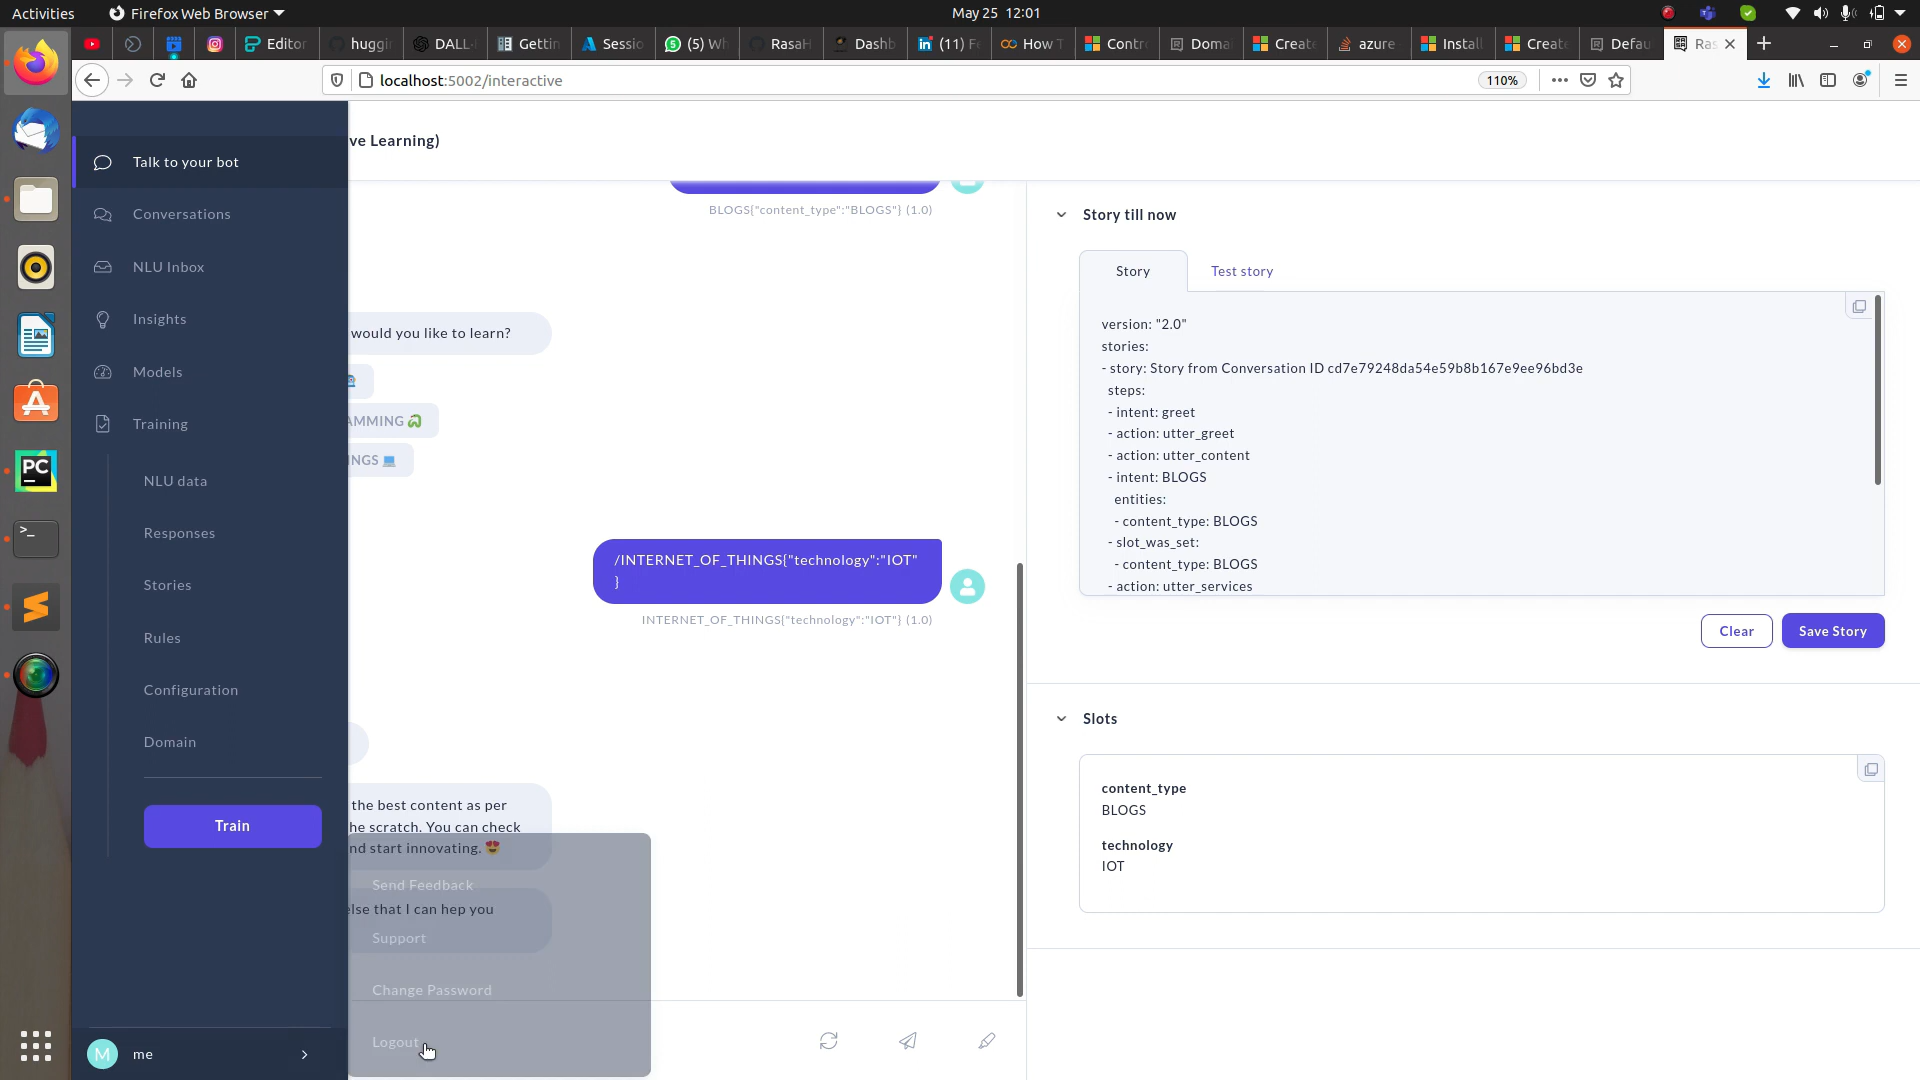 Activities
Firefox Web Browser
May 25 12:01
Editor
huggi
DALL-
Gettin
Sessio
(5) Wh
RasaH
Dashb
(11) F
How T
Contr
Doma
Create
azure
Install
Create
Defau
Ras
localhost:5002/interactive
110%
Talk to your bot
Conversations
NLU Inbox
Insights
Models
Training
NLU data
Responses
Stories
Rules
Configuration
Domain
Train
M
me
ve Learning)
BLOGS{"content_type":"BLOGS"} (1.0)
would you like to learn?
AMMING 🐍
INGS 💻
/INTERNET_OF_THINGS{"technology":"IOT"
}
INTERNET_OF_THINGS{"technology":"IOT"} (1.0)
the best content as per
he scratch. You can check
nd start innovating. 😍
else that I can hep you
Send Feedback
Support
Change Password
Logout
Story till now
Story
Test story
version: "2.0"
stories:
- story: Story from Conversation ID cd7e79248da54e59b8b167e9ee96bd3e
steps:
- intent: greet
- action: utter_greet
- action: utter_content
- intent: BLOGS
entities:
- content_type: BLOGS
- slot_was_set:
- content_type: BLOGS
- action: utter_services
Clear
Save Story
Slots
content_type
BLOGS
technology
IOT